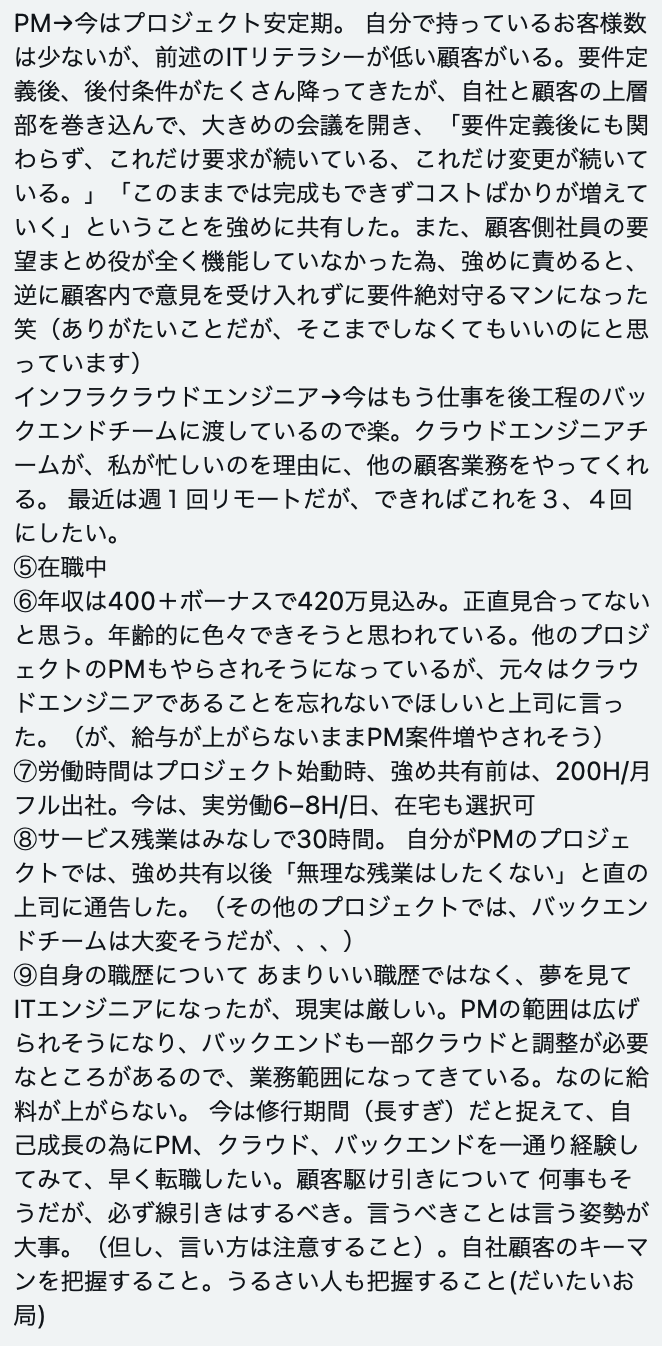 PM→今はプロジェクト安定期。 自分で持っているお客様数
は少ないが、前述のITリテラシーが低い顧客がいる。要件定
義後、後付条件がたくさん降ってきたが、自社と顧客の上層
部を巻き込んで、大きめの会議を開き、「要件定義後にも関
わらず、これだけ要求が続いている、これだけ変更が続いて
いる。」「このままでは完成もできずコストばかりが増えて
いく」ということを強めに共有した。また、顧客側社員の要
望まとめ役が全く機能していなかった為、強めに責めると、
逆に顧客内で意見を受け入れずに要件絶対守るマンになった
笑（ありがたいことだが、そこまでしなくてもいいのにと思
っています）
インフラクラウドエンジニア→今はもう仕事を後工程のバッ
クエンドチームに渡しているので楽。クラウドエンジニアチ
ームが、私が忙しいのを理由に、他の顧客業務をやってくれ
る。 最近は週１回リモートだが、できればこれを３、４回
にしたい。
⑤在職中
⑥年収は400＋ボーナスで420万見込み。正直見合ってない
と思う。年齢的に色々できそうと思われている。他のプロジ
ェクトのPMもやらされそうになっているが、元々はクラウ
ドエンジニアであることを忘れないでほしいと上司に言っ
た。（が、給与が上がらないままPM案件増やされそう）
⑦労働時間はプロジェクト始動時、強め共有前は、200H/月
フル出社。今は、実労働6–8H/日、在宅も選択可
⑧サービス残業はみなしで30時間。 自分がPMのプロジェ
クトでは、強め共有以後「無理な残業はしたくない」と直の
上司に通告した。（その他のプロジェクトでは、バックエン
ドチームは大変そうだが、、、）
⑨自身の職歴について あまりいい職歴ではなく、夢を見て
ITエンジニアになったが、現実は厳しい。PMの範囲は広げ
られそうになり、バックエンドも一部クラウドと調整が必要
なところがあるので、業務範囲になってきている。なのに給
料が上がらない。 今は修行期間（長すぎ）だと捉えて、自
己成長の為にPM、クラウド、バックエンドを一通り経験し
てみて、早く転職したい。顧客駆け引きについて 何事もそ
うだが、必ず線引きはするべき。言うべきことは言う姿勢が
大事。（但し、言い方は注意すること）。自社顧客のキーマ
ンを把握すること。うるさい人も把握すること(だいたいお
局)